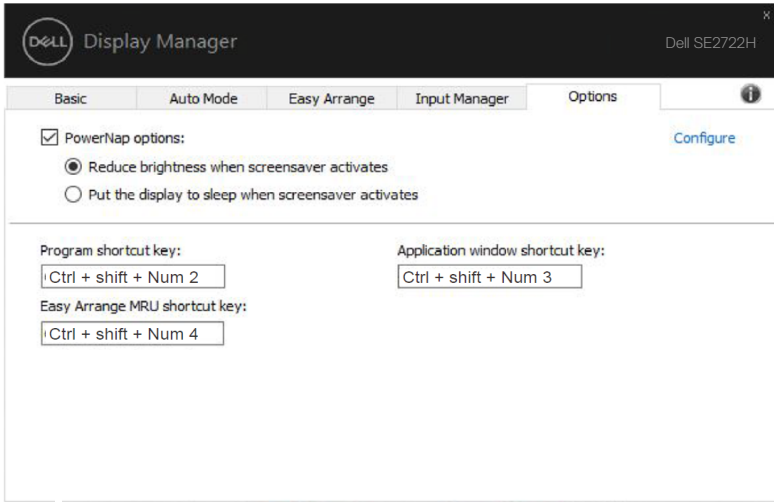 DELL Display Manager
x
Dell SE2722H
Basic Auto Mode Easy Arrange Input Manager Options i
PowerNap options: Configure
Reduce brightness when screensaver activates
Put the display to sleep when screensaver activates
Program shortcut key: Application window shortcut key:
Ctrl + shift + Num 2 Ctrl + shift + Num 3
Easy Arrange MRU shortcut key:
Ctrl + shift + Num 4